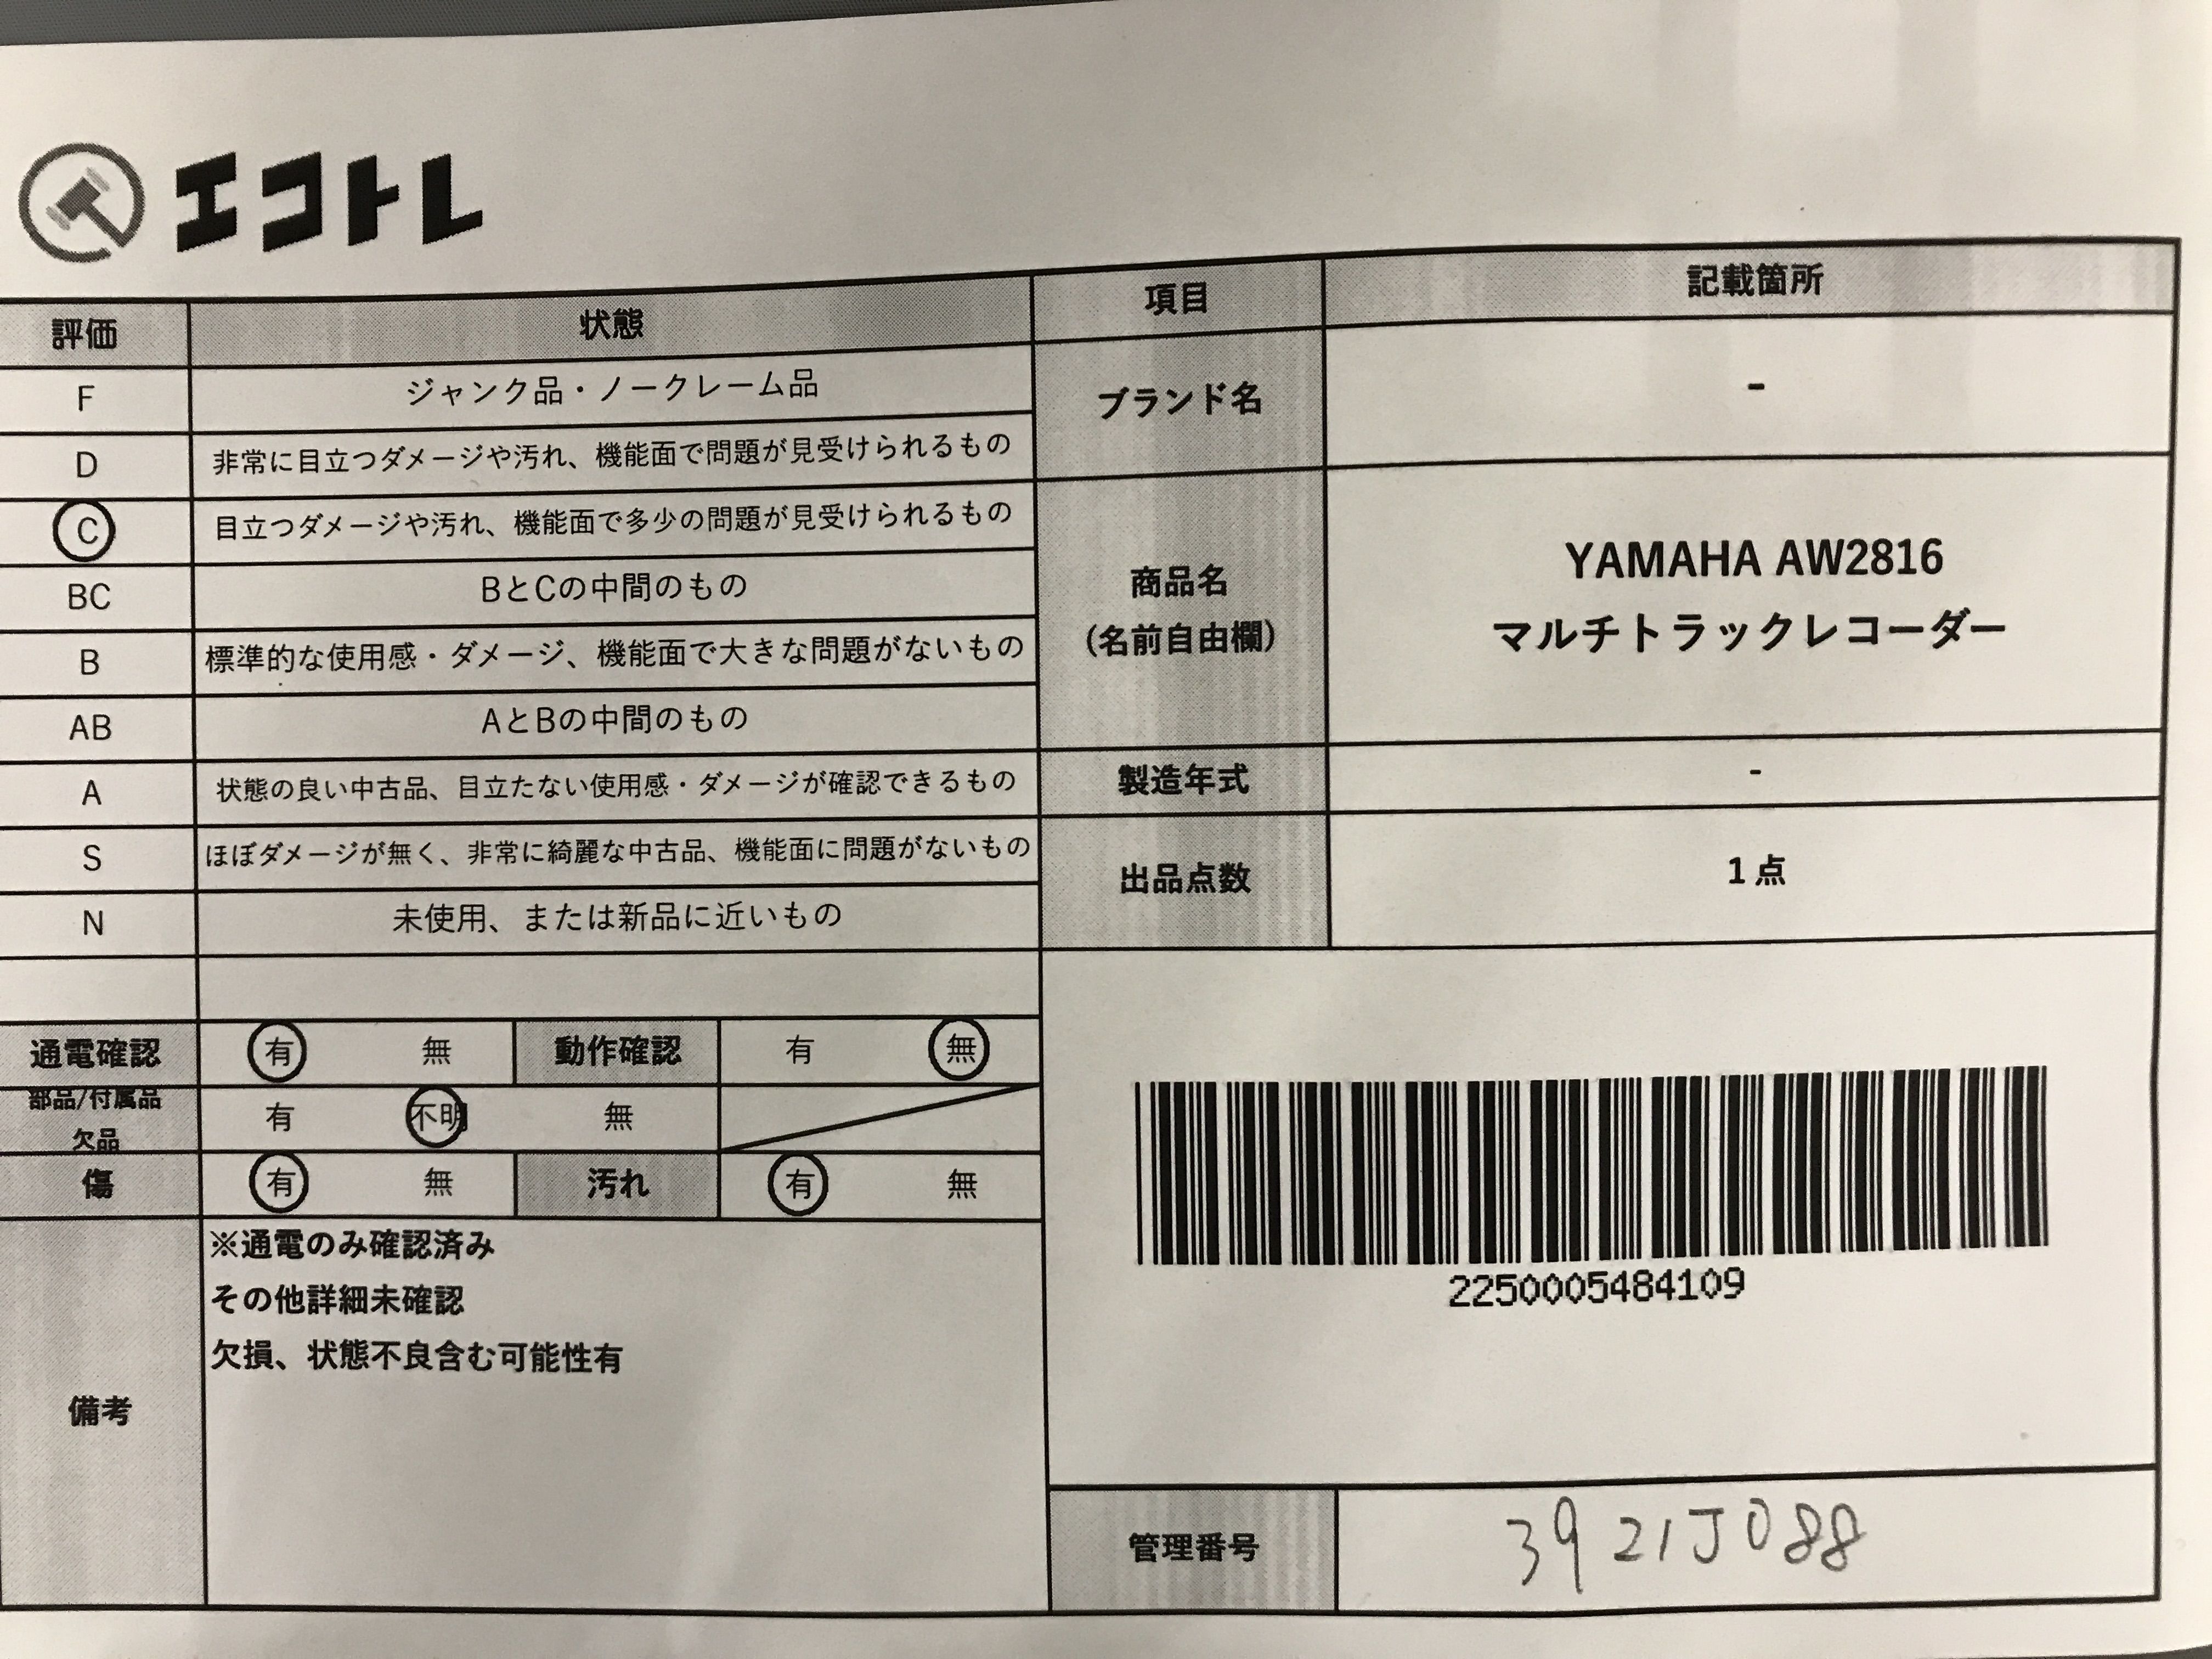 エコトレ
評価 状態 項目 記載箇所
F ジャンク品・ノークレーム品
D 非常に目立つダメージや汚れ、機能面で問題が見受けられるもの
C 目立つダメージや汚れ、機能面で多少の問題が見受けられるもの
BC BとCの中間のもの
B 標準的な使用感・ダメージ、機能面で大きな問題がないもの
AB AとBの中間のもの
A 状態の良い中古品、目立たない使用感・ダメージが確認できるもの
S ほぼダメージが無く、非常に綺麗な中古品、機能面に問題がないもの
N 未使用、または新品に近いもの
ブランド名 -
商品名
(名前自由欄)
YAMAHA AW2816
マルチトラックレコーダー
製造年式 -
出品点数 1点
通電確認 有 無 動作確認 有 無
部品/付属品
欠品
有 不明 無
傷 有 無 汚れ 有 無
備考
※通電のみ確認済み
その他詳細未確認
欠損、状態不良含む可能性有
2250005484109
管理番号 3921J088